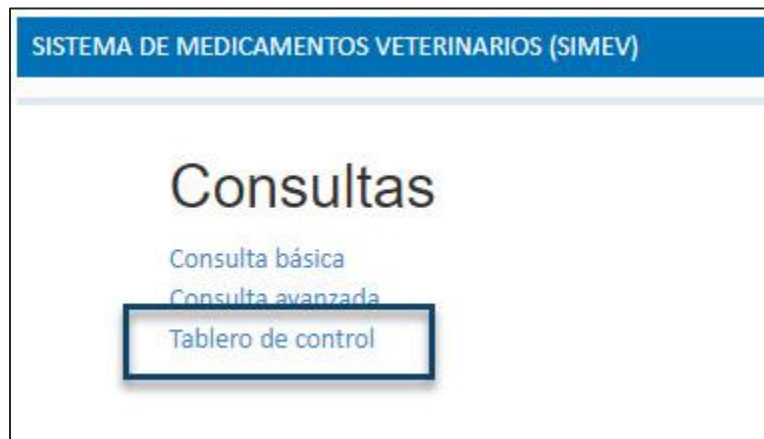 SISTEMA DE MEDICAMENTOS VETERINARIOS (SIMEV)
Consultas
Consulta básica
Consulta avanzada
Tablero de control